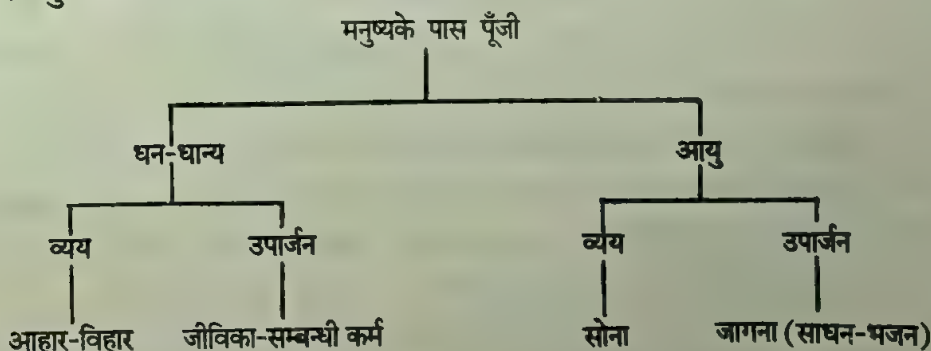 मनुष्यके पास पूँजी
धन-धान्य आयु
व्यय उपार्जन व्यय उपार्जन
आहार-विहार जीविका-सम्बन्धी कर्म सोना जागना (साधन-भजन)